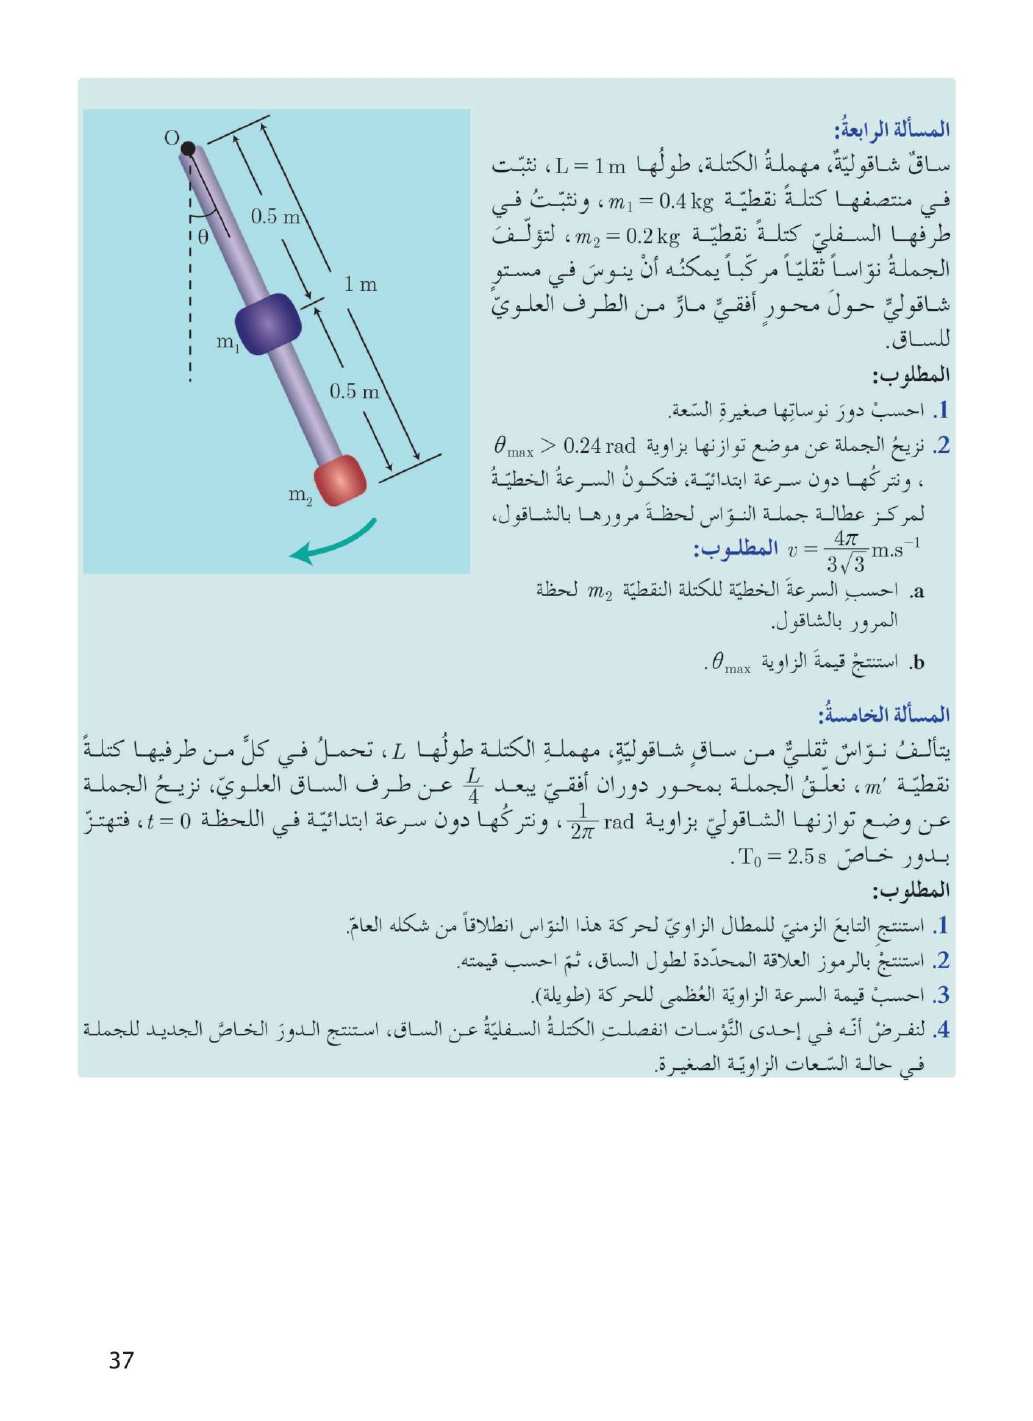 المسألة الرابعةُ:
ساقٌ شاقوليّةٌ، مهملةُ الكتلة، طولُها L = 1 m، نثبّت
في منتصفها كتلةً نقطيّة m₁ = 0.4 kg، ونثبّتُ في
طرفها السفليّ كتلةً نقطيّة m₂ = 0.2 kg، لتؤلّفَ
الجملةُ نوّاساً ثقليّاً مركّباً يمكنُه أنْ ينوسَ في مستوٍ
شاقوليٍّ حولَ محورٍ أفقيٍّ مارٍّ من الطرف العلويّ
للساق.
المطلوب:
1. احسبْ دورَ نوساتِها صغيرةِ السّعة.
2. نزيحُ الجملة عن موضع توازنها بزاوية θmax > 0.24 rad
، ونتركُها دون سرعة ابتدائيّة، فتكونُ السرعةُ الخطيّةُ
لمركز عطالة جملة النوّاس لحظةَ مرورها بالشاقول،
v = 4π/3√3 m.s⁻¹ المطلوب:
a. احسبِ السرعةَ الخطيّة للكتلة النقطيّة m₂ لحظة
المرور بالشاقول.
b. استنتجْ قيمةَ الزاوية θmax.
O
θ
0.5 m
1 m
m₁
0.5 m
m₂
المسألة الخامسةُ:
يتألفُ نوّاسٌ ثقليٌّ من ساقٍ شاقوليّةٍ، مهملةِ الكتلة طولُها L، تحملُ في كلٍّ من طرفيها كتلةً
نقطيّة m′، نعلّقُ الجملة بمحور دوران أفقيّ يبعد L/4 عن طرف الساق العلويّ، نزيحُ الجملة
عن وضع توازنها الشاقوليّ بزاوية 1/2π rad، ونتركُها دون سرعة ابتدائيّة في اللحظة t = 0، فتهتزّ
بدور خاصّ T₀ = 2.5 s.
المطلوب:
1. استنتجِ التابعَ الزمنيّ للمطال الزاويّ لحركة هذا النوّاس انطلاقاً من شكله العامّ.
2. استنتجْ بالرموز العلاقة المحدّدة لطول الساق، ثمّ احسب قيمته.
3. احسبْ قيمة السرعة الزاويّة العُظمى للحركة (طويلة).
4. لنفرضْ أنّه في إحدى النَّوْسات انفصلتِ الكتلةُ السفليّةُ عن الساق، استنتج الدورَ الخاصَّ الجديد للجملة
في حالة السّعات الزاويّة الصغيرة.
37